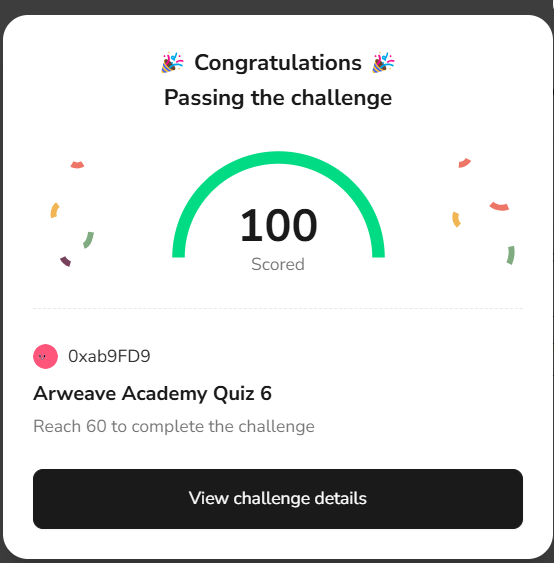 🎉 Congratulations 🎉
Passing the challenge
100
Scored
0xab9FD9
Arweave Academy Quiz 6
Reach 60 to complete the challenge
View challenge details